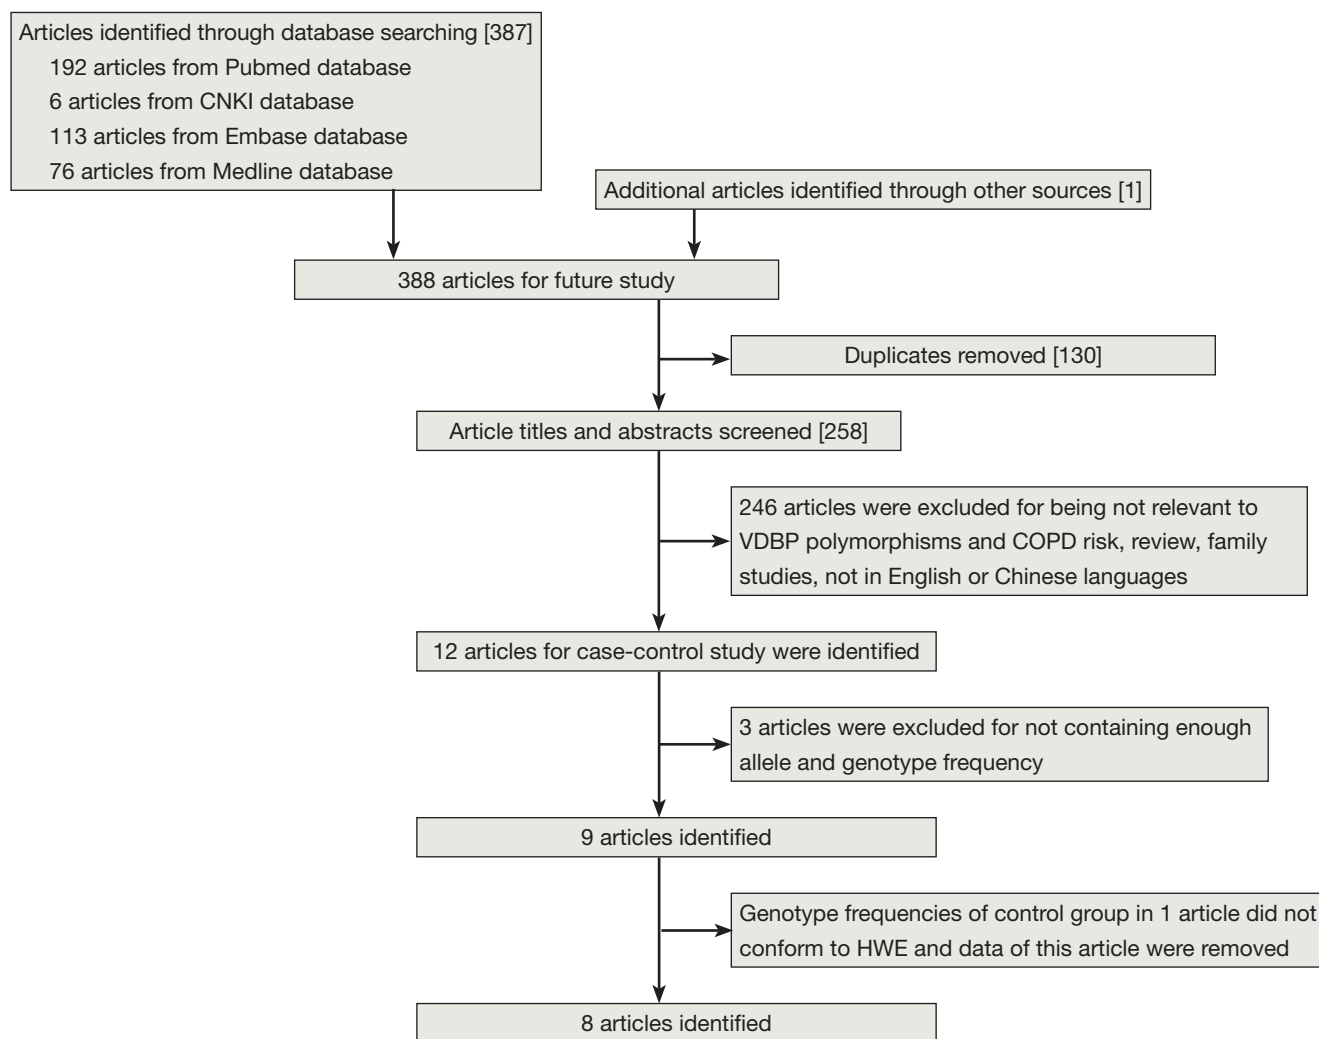 Articles identified through database searching [387]
192 articles from Pubmed database
6 articles from CNKI database
113 articles from Embase database
76 articles from Medline database
Additional articles identified through other sources [1]
388 articles for future study
Duplicates removed [130]
Article titles and abstracts screened [258]
246 articles were excluded for being not relevant to
VDBP polymorphisms and COPD risk, review, family
studies, not in English or Chinese languages
12 articles for case-control study were identified
3 articles were excluded for not containing enough
allele and genotype frequency
9 articles identified
Genotype frequencies of control group in 1 article did not
conform to HWE and data of this article were removed
8 articles identified